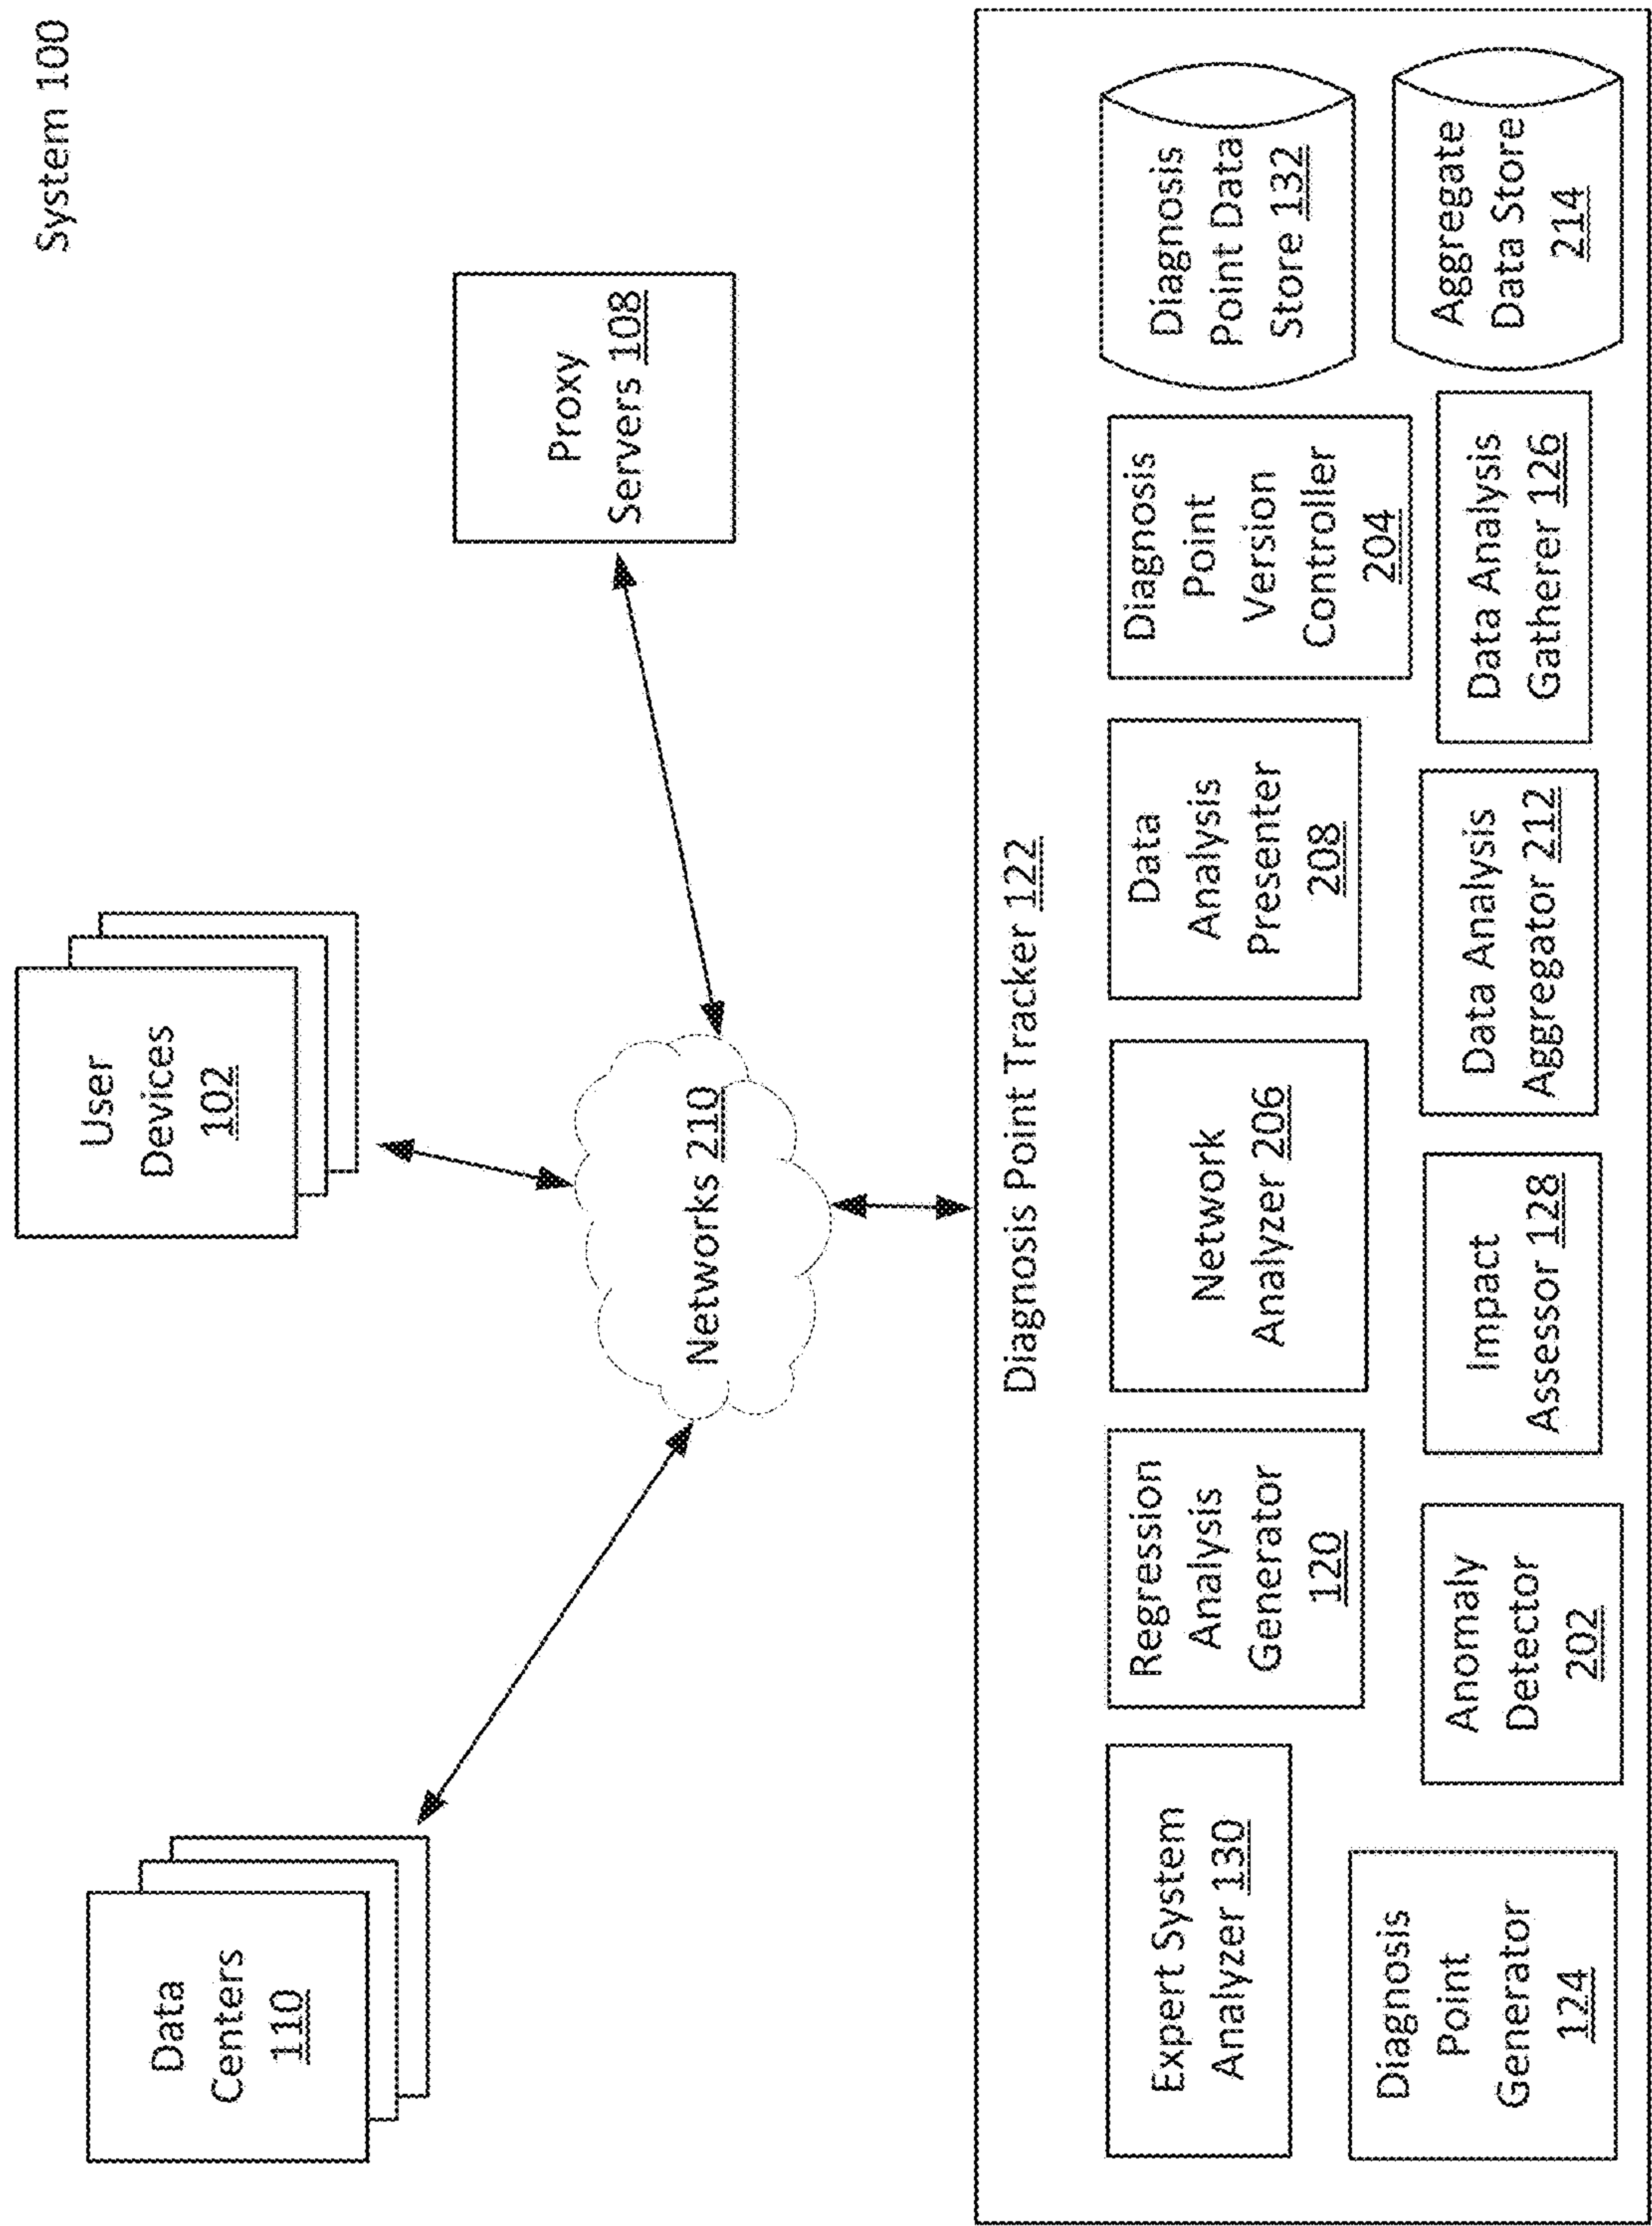 System 100
Data
Centers
110
User
Devices
102
Proxy
Servers 108
Networks 210
Diagnosis Point Tracker 122
Expert System
Analyzer 130
Regression
Analysis
Generator
120
Network
Analyzer 206
Data
Analysis
Presenter
208
Diagnosis
Point
Version
Controller
204
Diagnosis
Point Data
Store 132
Diagnosis
Point
Generator
124
Anomaly
Detector
202
Impact
Assessor 128
Data Analysis
Aggregator 212
Data Analysis
Gatherer 126
Aggregate
Data Store
214